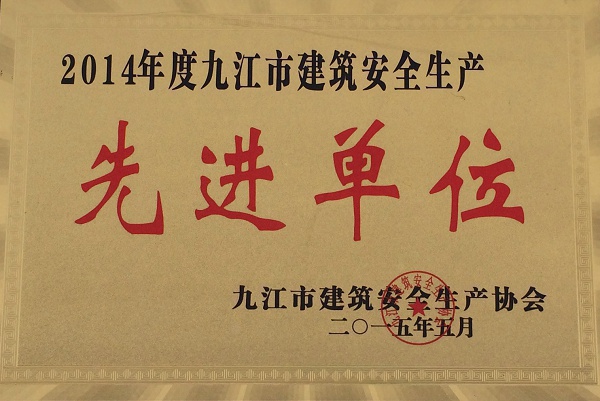 2014年度九江市建筑安全生产
先进单位
九江市建筑安全生产协会
二〇一五年五月